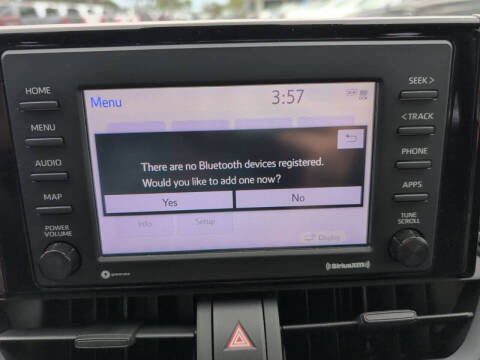 HOME
MENU
AUDIO
MAP
POWER
VOLUME
Menu
3:57
There are no Bluetooth devices registered.
Would you like to add one now?
Yes
No
Info
Setup
Display
SiriusXM
SEEK >
< TRACK
PHONE
APPS
TUNE
SCROLL